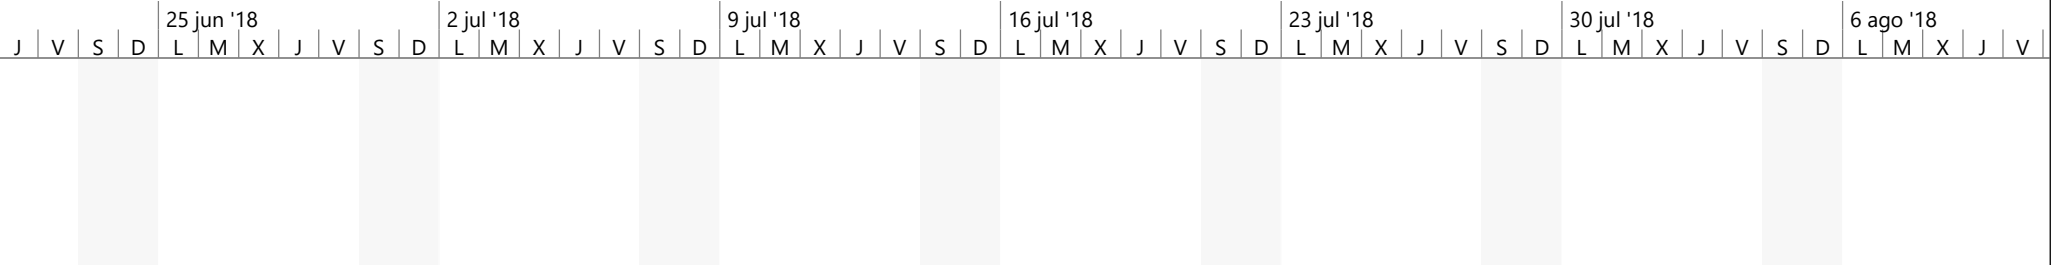 25 jun '18 2 jul '18 9 jul '18 16 jul '18 23 jul '18 30 jul '18 6 ago '18
J V S D L M X J V S D L M X J V S D L M X J V S D L M X J V S D L M X J V S D L M X J V S D L M X J V